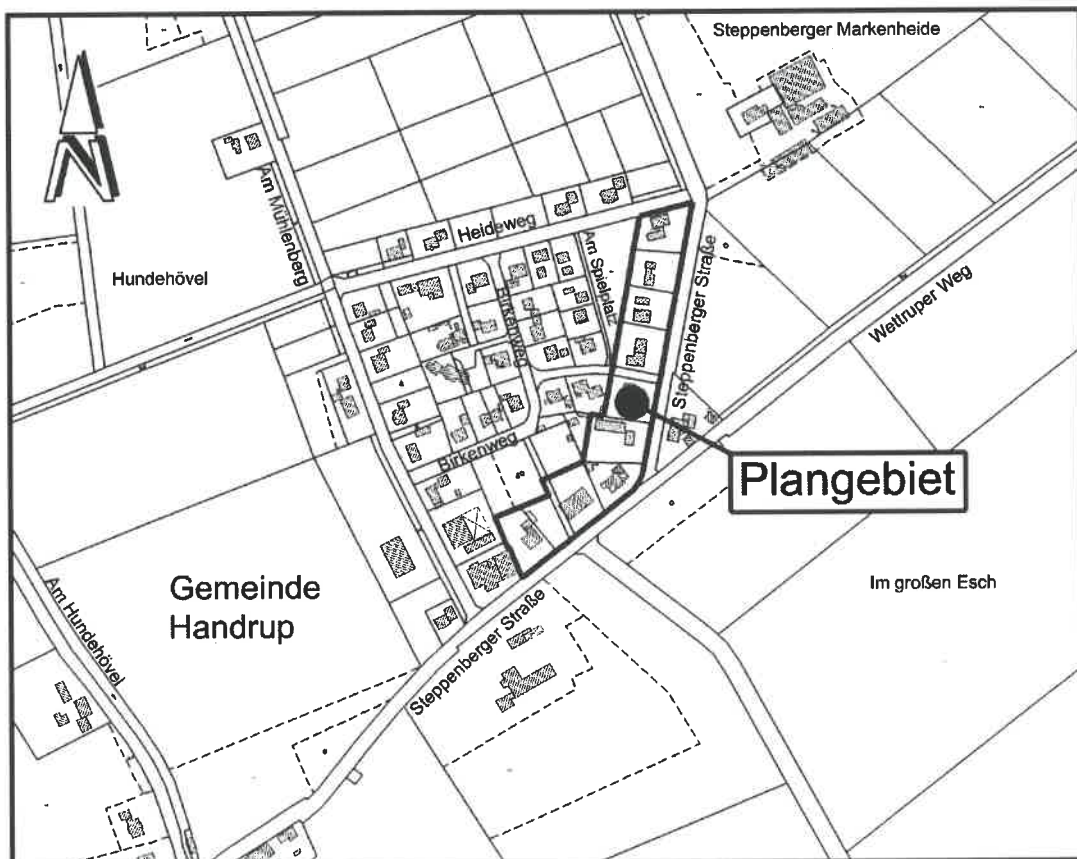 Steppenberger Markenheide
N
Am Mühlenberg
Heideweg
Hundehövel
Am Spielplatz
Birkenweg
Steppenberger Straße
Wettruper Weg
Birkenweg
Plangebiet
Gemeinde
Handrup
Im großen Esch
Am Hundehövel
Steppenberger Straße